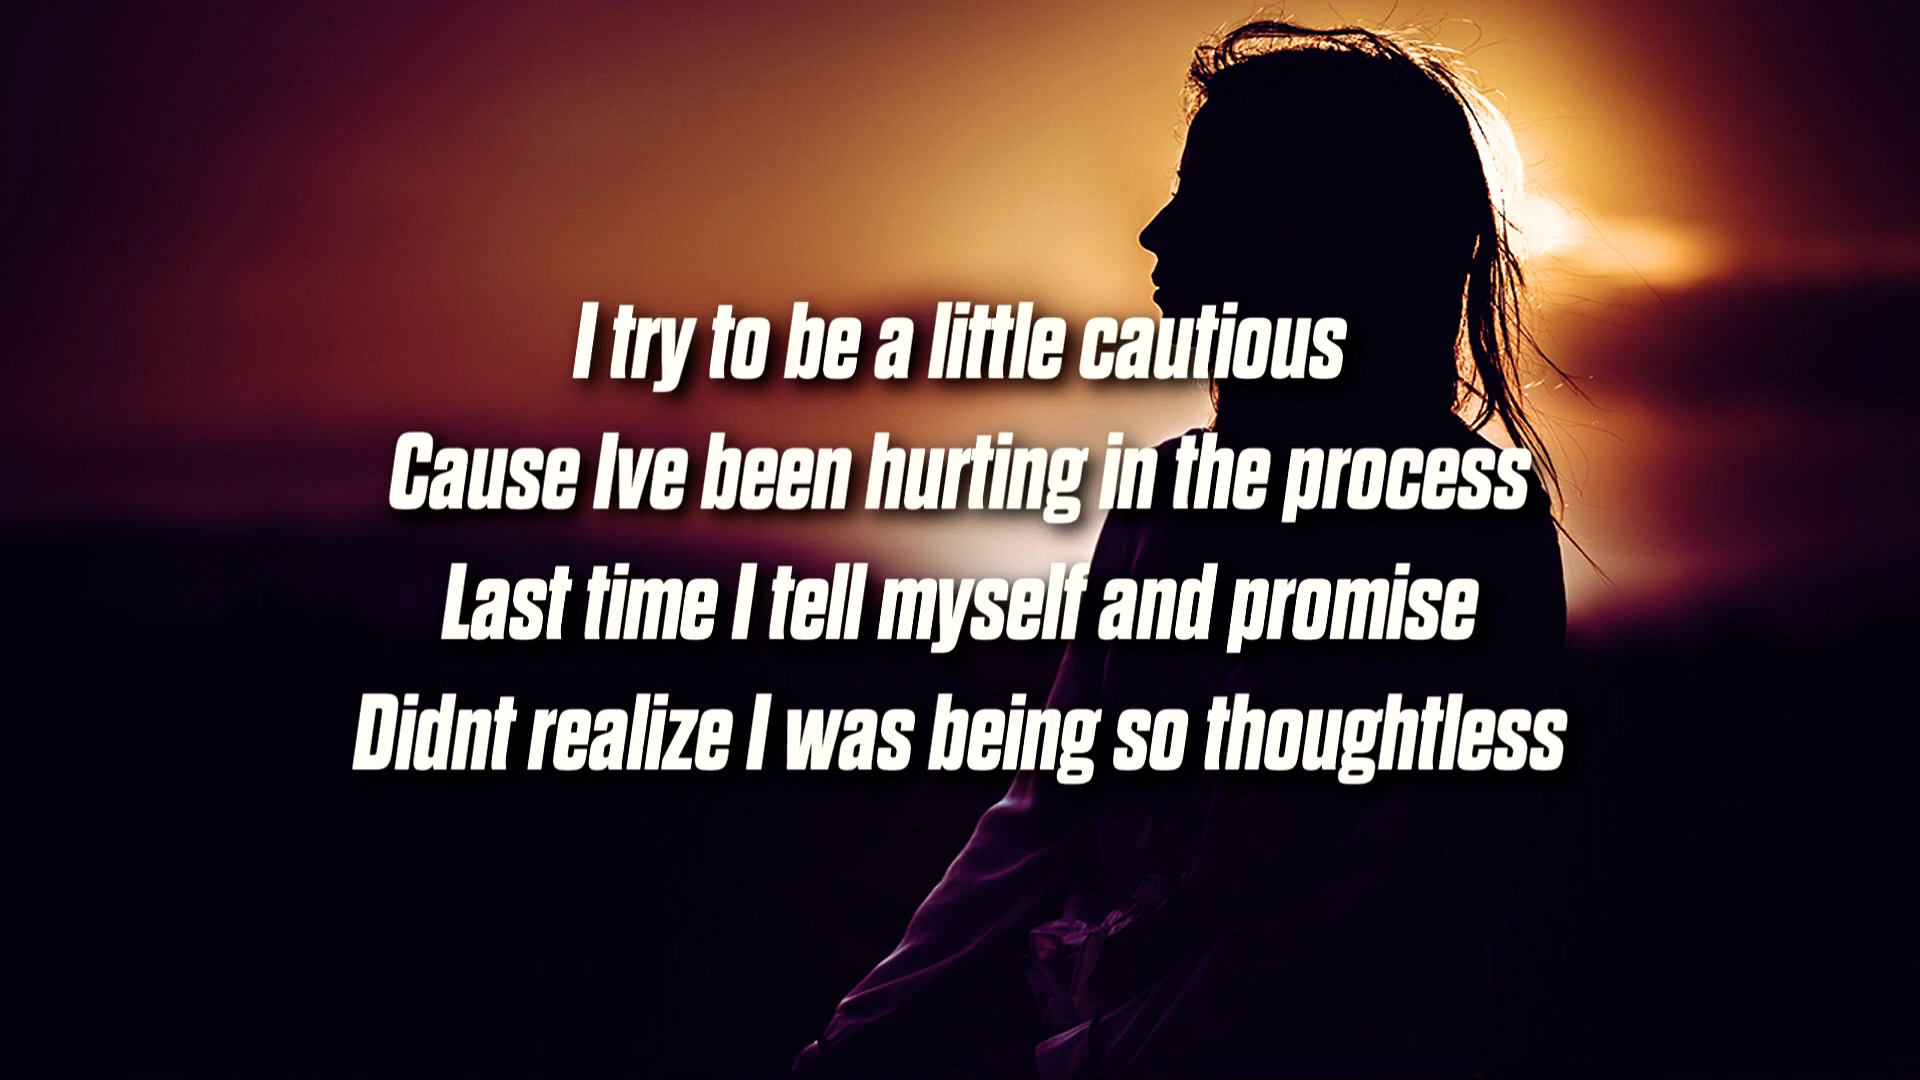 I try to be a little cautious
Cause Ive been hurting in the process
Last time I tell myself and promise
Didnt realize I was being so thoughtless